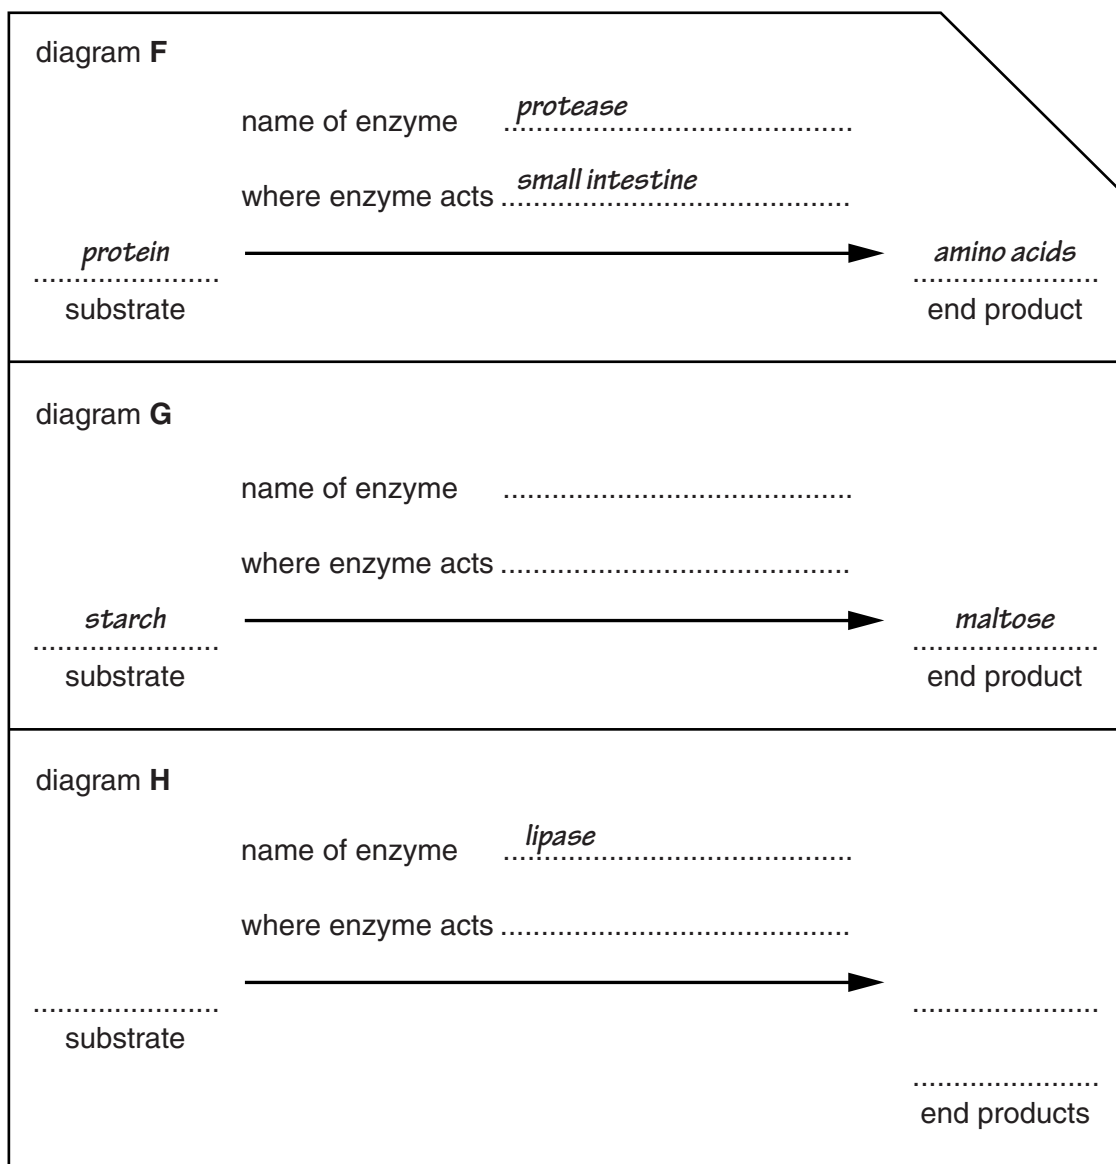 diagram F
name of enzyme protease
where enzyme acts small intestine
protein amino acids
substrate end product
diagram G
name of enzyme ..........................................
where enzyme acts ..........................................
starch maltose
substrate end product
diagram H
name of enzyme lipase
where enzyme acts ..........................................
....................... .......................
substrate
.......................
end products